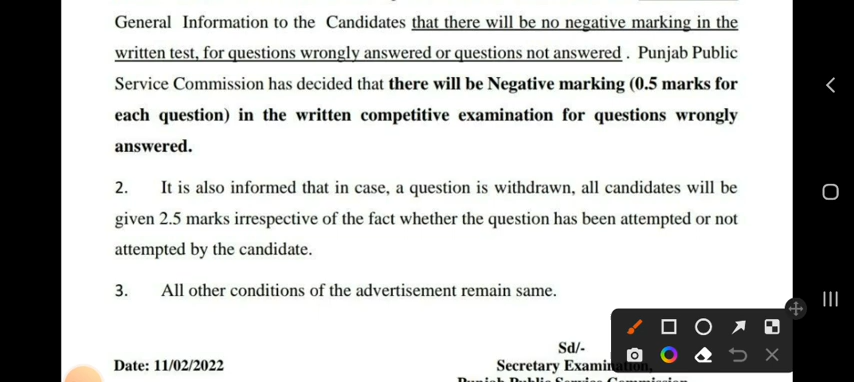 General Information to the Candidates that there will be no negative marking in the
written test, for questions wrongly answered or questions not answered . Punjab Public
Service Commission has decided that there will be Negative marking (0.5 marks for
each question) in the written competitive examination for questions wrongly
answered.
2. It is also informed that in case, a question is withdrawn, all candidates will be
given 2.5 marks irrespective of the fact whether the question has been attempted or not
attempted by the candidate.
3. All other conditions of the advertisement remain same.
Sd/-
Date: 11/02/2022 Secretary Examination,
Punjab Public Service Commission